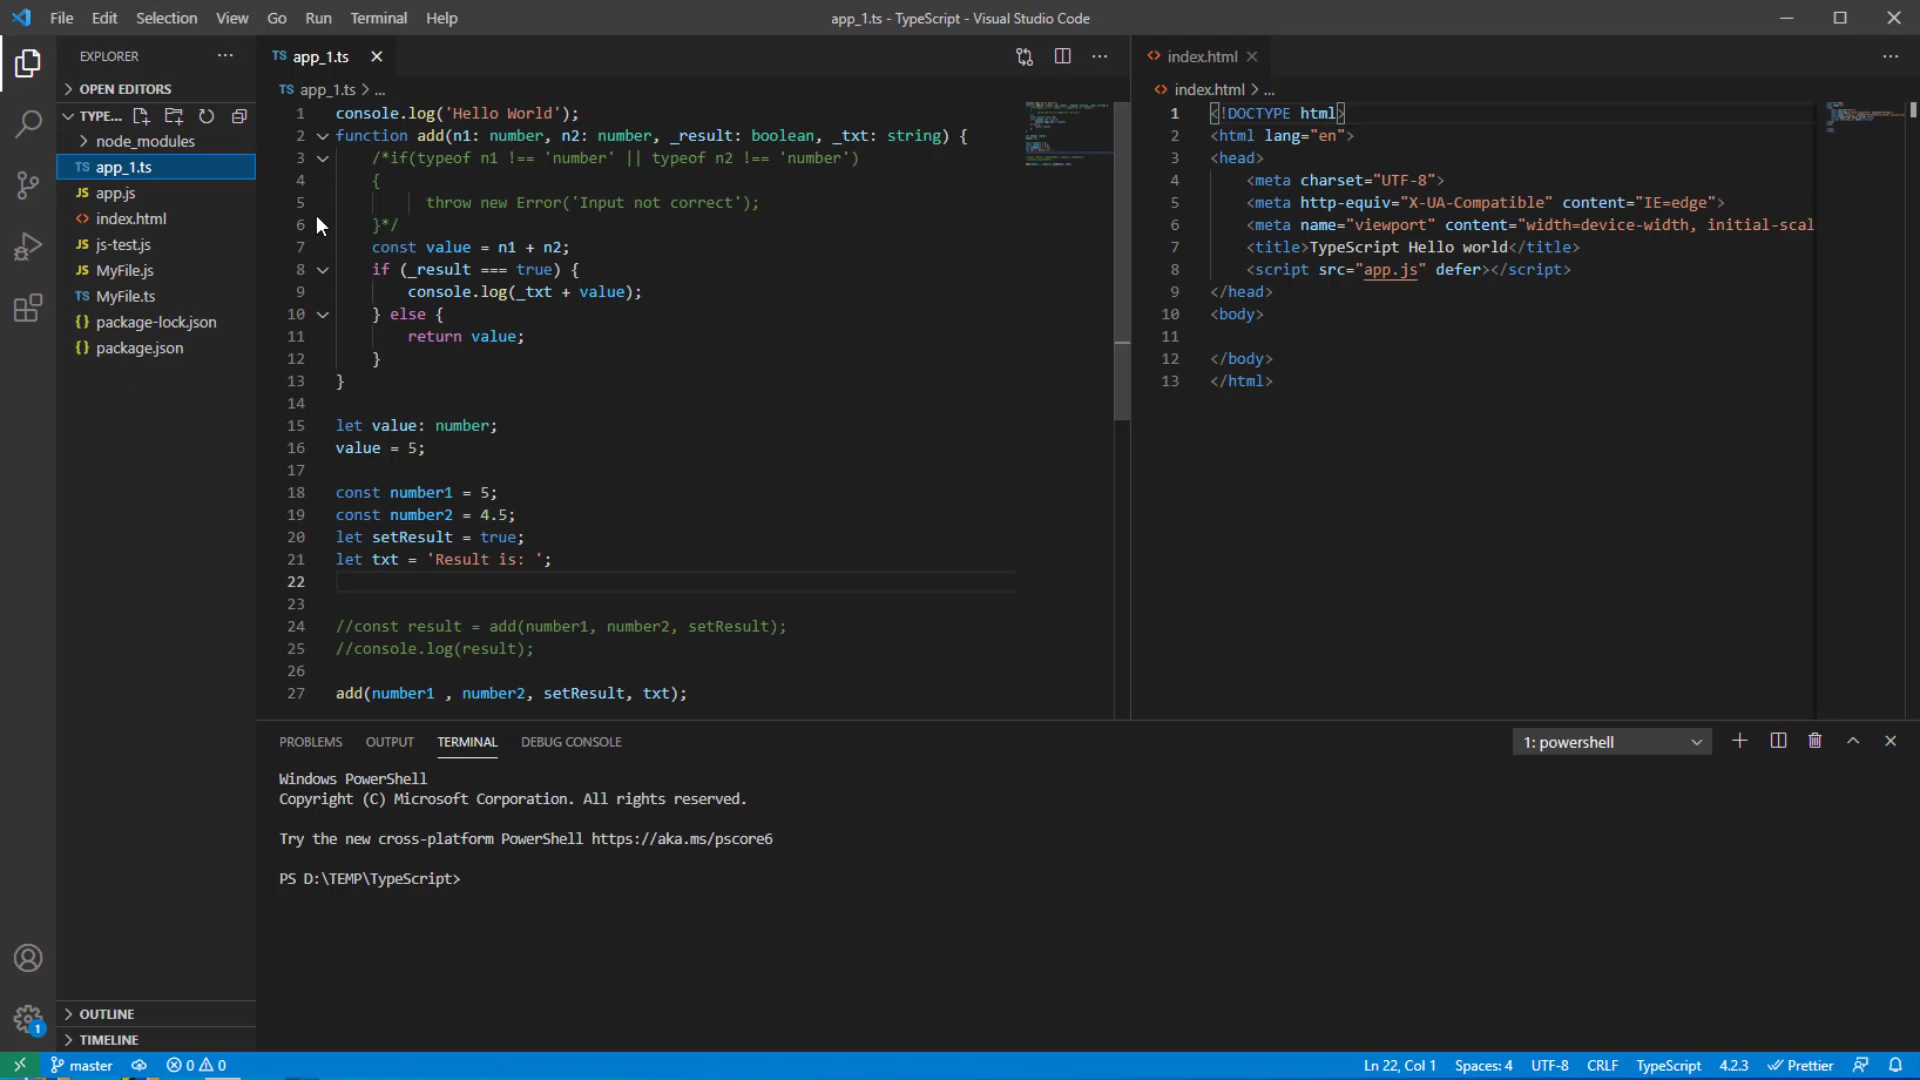 File Edit Selection View Go Run Terminal Help
app_1.ts - TypeScript - Visual Studio Code
EXPLORER
OPEN EDITORS
TYPE...
node_modules
TS app_1.ts
JS app.js
<> index.html
JS js-test.js
JS MyFile.js
TS MyFile.ts
{} package-lock.json
{} package.json
OUTLINE
TIMELINE
TS app_1.ts
TS app_1.ts > ...
1 console.log('Hello World');
2 function add(n1: number, n2: number, _result: boolean, _txt: string) {
3 /*if(typeof n1 !== 'number' || typeof n2 !== 'number')
4 {
5 throw new Error('Input not correct');
6 }*/
7 const value = n1 + n2;
8 if (_result === true) {
9 console.log(_txt + value);
10 } else {
11 return value;
12 }
13 }
14
15 let value: number;
16 value = 5;
17
18 const number1 = 5;
19 const number2 = 4.5;
20 let setResult = true;
21 let txt = 'Result is: ';
22
23
24 //const result = add(number1, number2, setResult);
25 //console.log(result);
26
27 add(number1 , number2, setResult, txt);
<> index.html
<> index.html > ...
1 <!DOCTYPE html>
2 <html lang="en">
3 <head>
4 <meta charset="UTF-8">
5 <meta http-equiv="X-UA-Compatible" content="IE=edge">
6 <meta name="viewport" content="width=device-width, initial-scal
7 <title>TypeScript Hello world</title>
8 <script src="app.js" defer></script>
9 </head>
10 <body>
11
12 </body>
13 </html>
PROBLEMS OUTPUT TERMINAL DEBUG CONSOLE
1: powershell
Windows PowerShell
Copyright (C) Microsoft Corporation. All rights reserved.
Try the new cross-platform PowerShell https://aka.ms/pscore6
PS D:\TEMP\TypeScript>
1
master 0 0
Ln 22, Col 1 Spaces: 4 UTF-8 CRLF TypeScript 4.2.3 Prettier